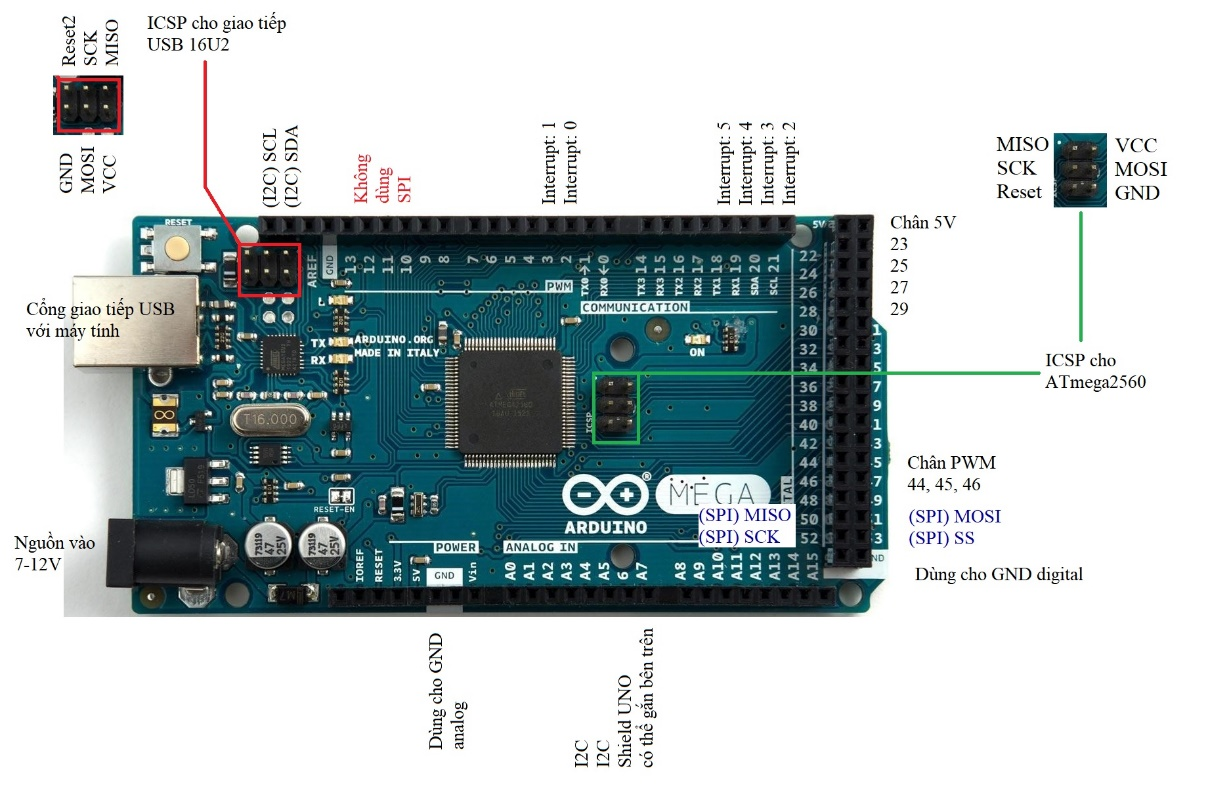 ICSP cho giao tiếp
USB 16U2
Reset2
SCK
MISO
GND
MOSI
VCC
(I2C) SCL
(I2C) SDA
Không
dùng
SPI
Interrupt: 1
Interrupt: 0
Interrupt: 5
Interrupt: 4
Interrupt: 3
Interrupt: 2
MISO
SCK
Reset
VCC
MOSI
GND
RESET
5V
Chân 5V
23
25
27
29
AREF
GND
13
12
11
10
9
8
7
6
5
4
3
2
TX0→1
RX0←0
TX3 14
RX3 15
TX2 16
RX2 17
TX1 18
RX1 19
SDA 20
SCL 21
PWM
COMMUNICATION
22
24
26
28
30
32
34
36
38
40
42
44
46
48
50
52
Cổng giao tiếp USB
với máy tính
L
TX
RX
ARDUINO.ORG
MADE IN ITALY
ON
ICSP cho
ATmega2560
ICSP
T16.000
Chân PWM
44, 45, 46
RESET-EN
MEGA
ARDUINO
(SPI) MISO
(SPI) SCK
(SPI) MOSI
(SPI) SS
Nguồn vào
7-12V
47
25V
47
25V
POWER
ANALOG IN
IOREF
RESET
3.3V
5V
GND
Vin
A0
A1
A2
A3
A4
A5
6
A7
A8
A9
A10
A11
A12
A13
A14
A15
Dùng cho GND digital
Dùng cho GND
analog
I2C
I2C
Shield UNO
có thể gắn bên trên